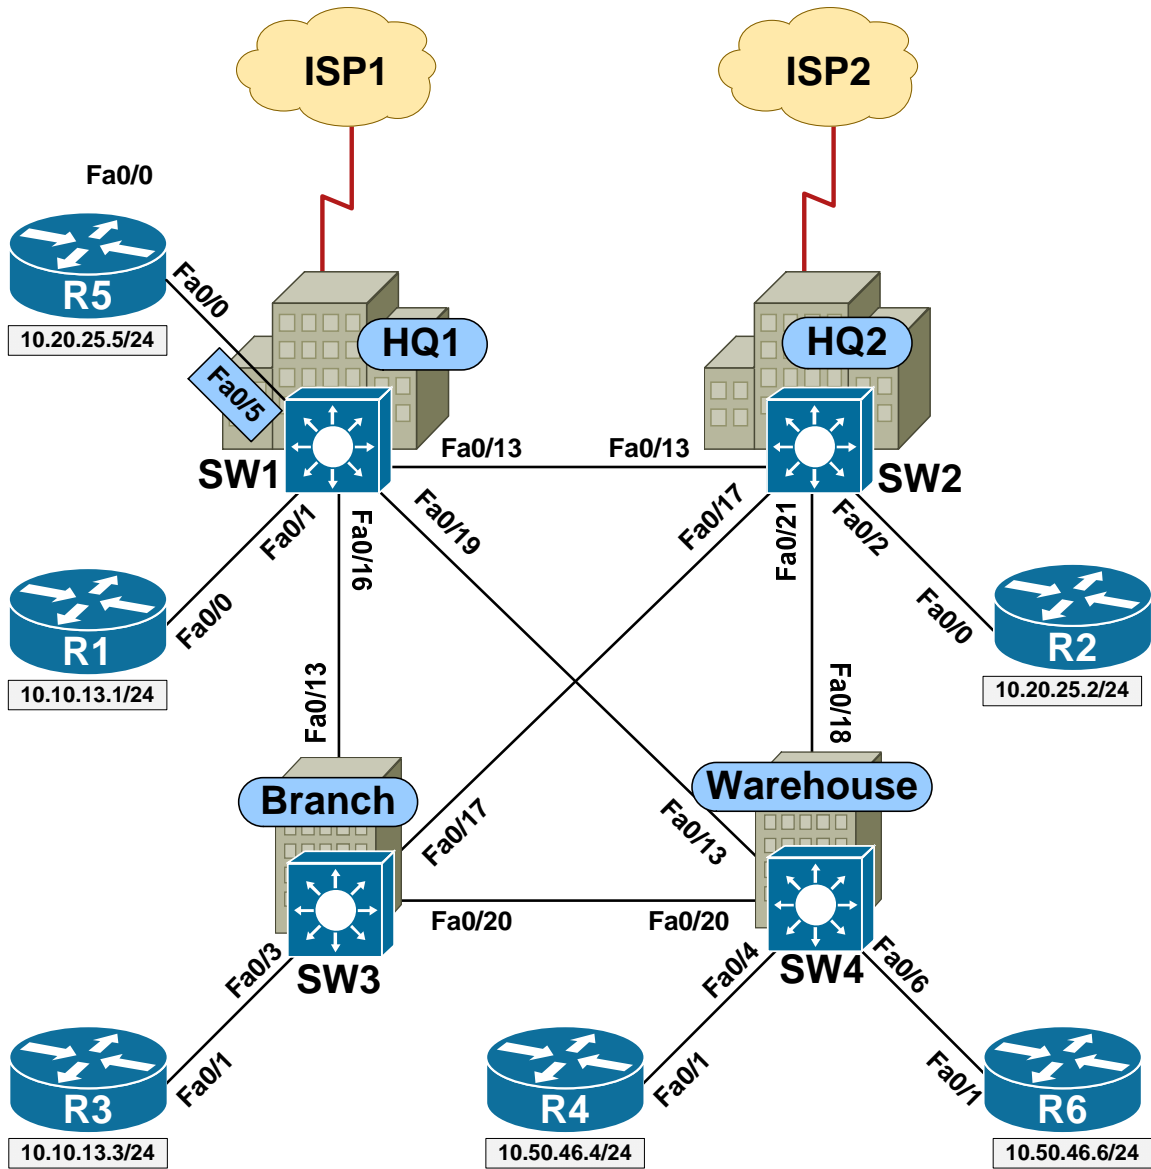 ISP1
ISP2
Fa0/0
R5
Fa0/0
10.20.25.5/24
Fa0/5
HQ1
HQ2
SW1
Fa0/13
Fa0/13
SW2
Fa0/1
Fa0/16
Fa0/19
Fa0/17
Fa0/21
Fa0/2
R1
Fa0/0
10.10.13.1/24
Fa0/0
R2
10.20.25.2/24
Fa0/13
Fa0/18
Branch
Warehouse
Fa0/17
Fa0/13
Fa0/20
Fa0/20
Fa0/3
SW3
Fa0/4
SW4
Fa0/6
R3
Fa0/1
10.10.13.3/24
R4
Fa0/1
10.50.46.4/24
Fa0/1
R6
10.50.46.6/24